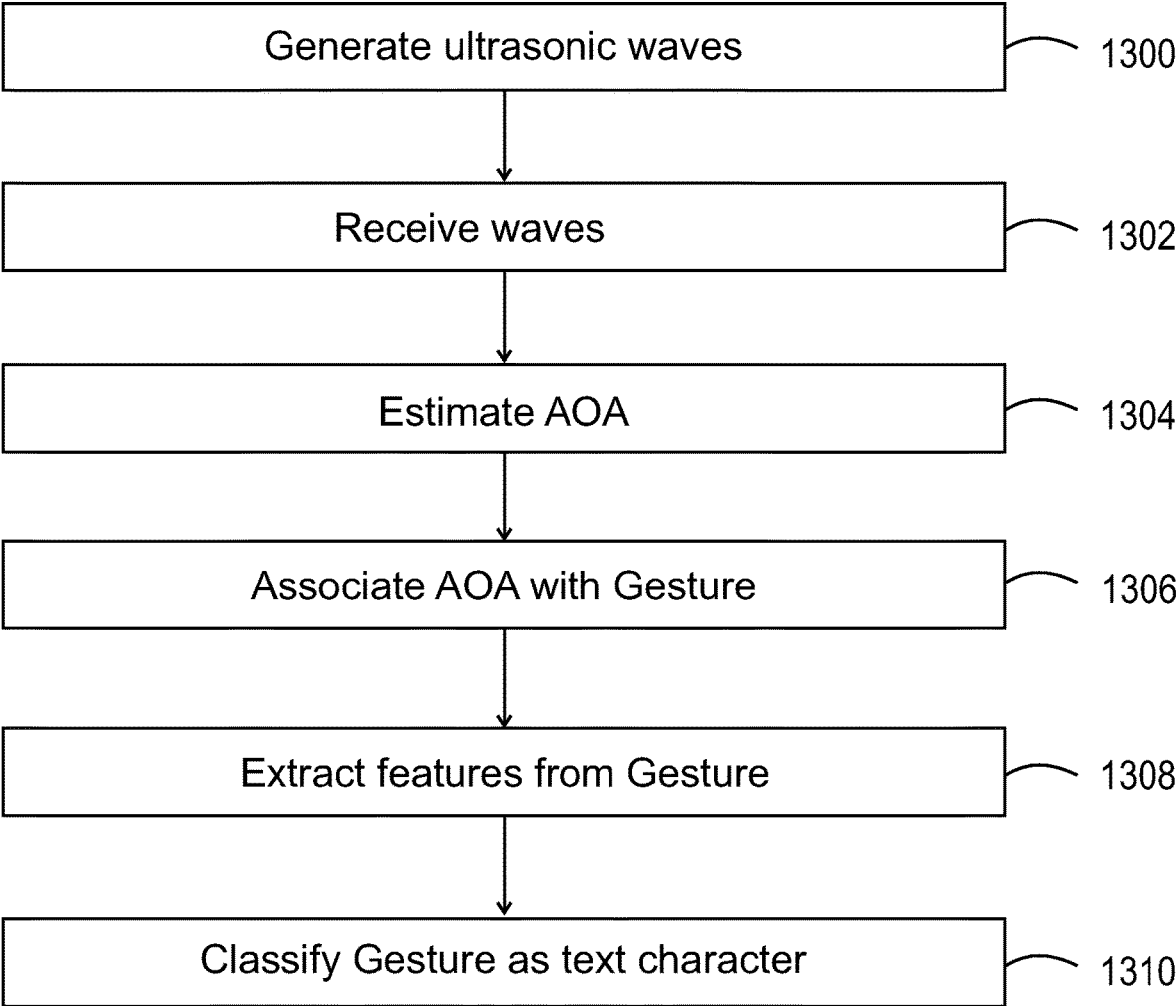 Generate ultrasonic waves 1300
Receive waves 1302
Estimate AOA 1304
Associate AOA with Gesture 1306
Extract features from Gesture 1308
Classify Gesture as text character 1310